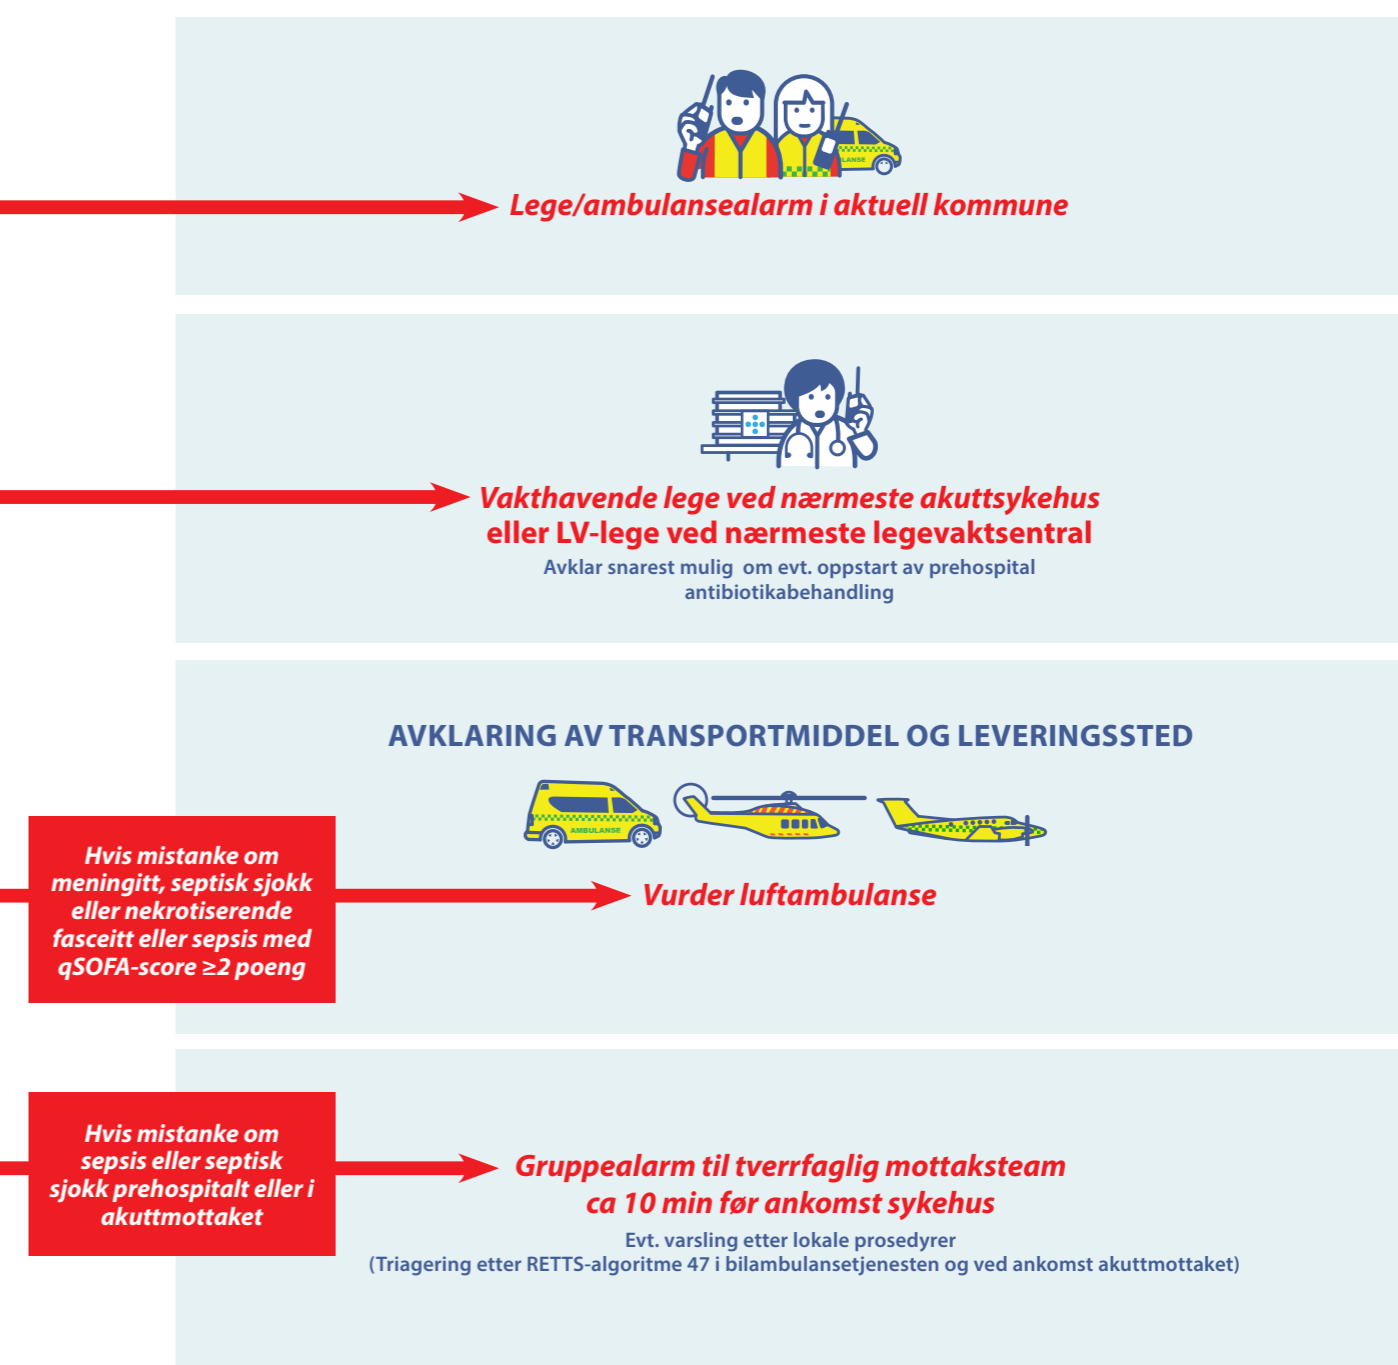 LANSE
Lege/ambulansealarm i aktuell kommune
Vakthavende lege ved nærmeste akuttsykehus
eller LV-lege ved nærmeste legevaktsentral
Avklar snarest mulig  om evt. oppstart av prehospital
antibiotikabehandling
AVKLARING AV TRANSPORTMIDDEL OG LEVERINGSSTED
AMBULANSE
Hvis mistanke om
meningitt, septisk sjokk
eller nekrotiserende
fasceitt eller sepsis med
qSOFA-score ≥2 poeng
Vurder luftambulanse
Hvis mistanke om
sepsis eller septisk
sjokk prehospitalt eller i
akuttmottaket
Gruppealarm til tverrfaglig mottaksteam
ca 10 min før ankomst sykehus
Evt. varsling etter lokale prosedyrer
(Triagering etter RETTS-algoritme 47 i bilambulansetjenesten og ved ankomst akuttmottaket)